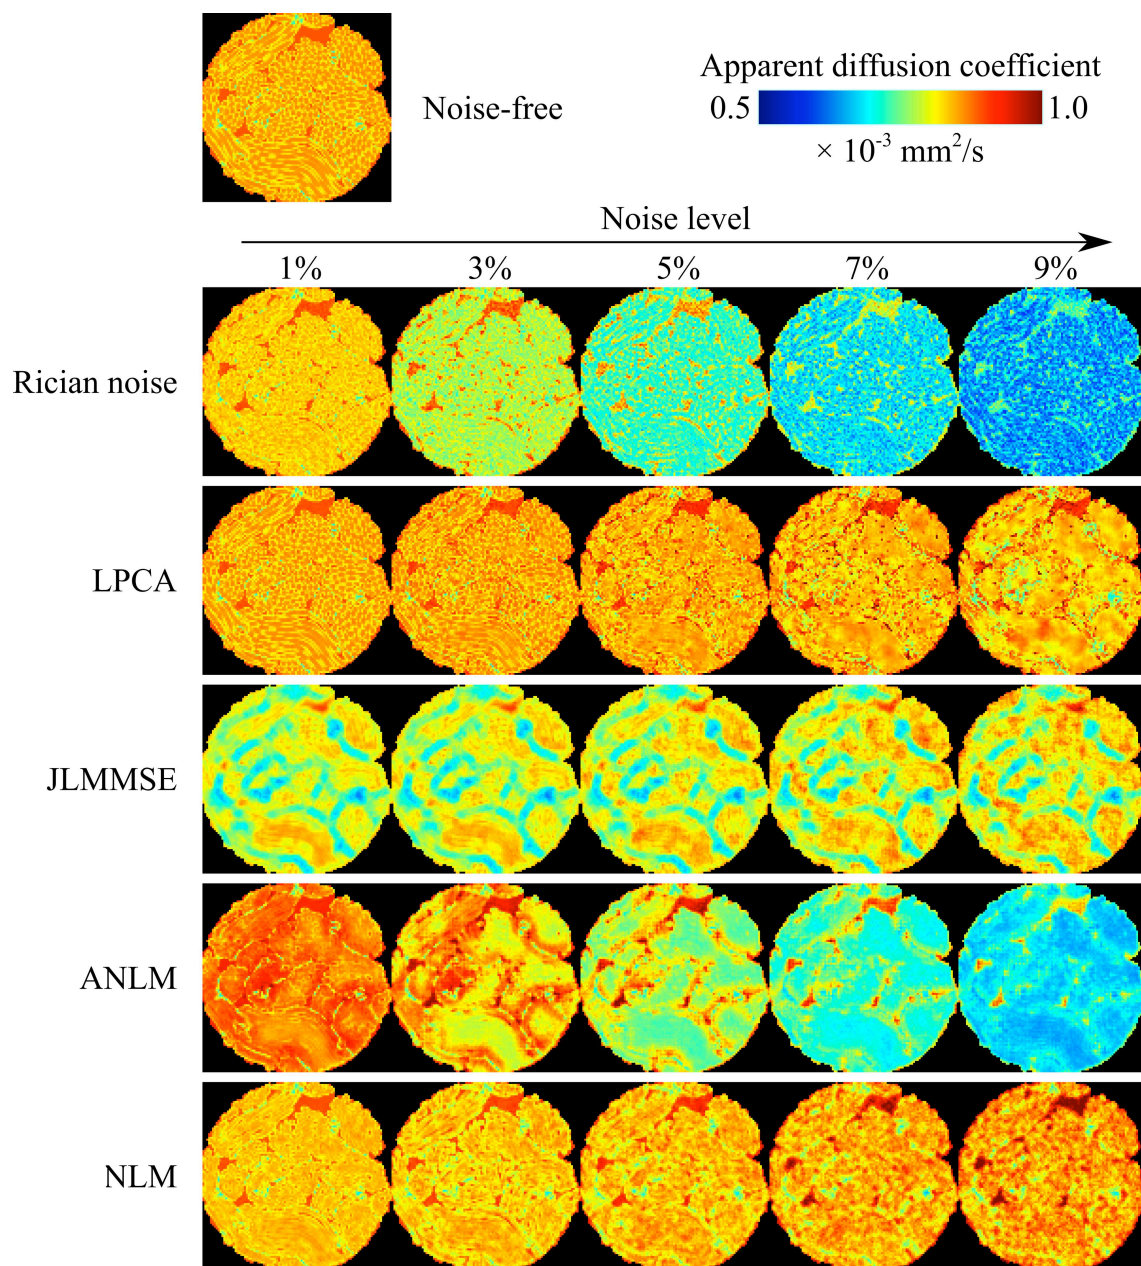 Noise-free
Apparent diffusion coefficient
0.5 1.0
× 10⁻³ mm²/s
Noise level
1% 3% 5% 7% 9%
Rician noise
LPCA
JLMMSE
ANLM
NLM